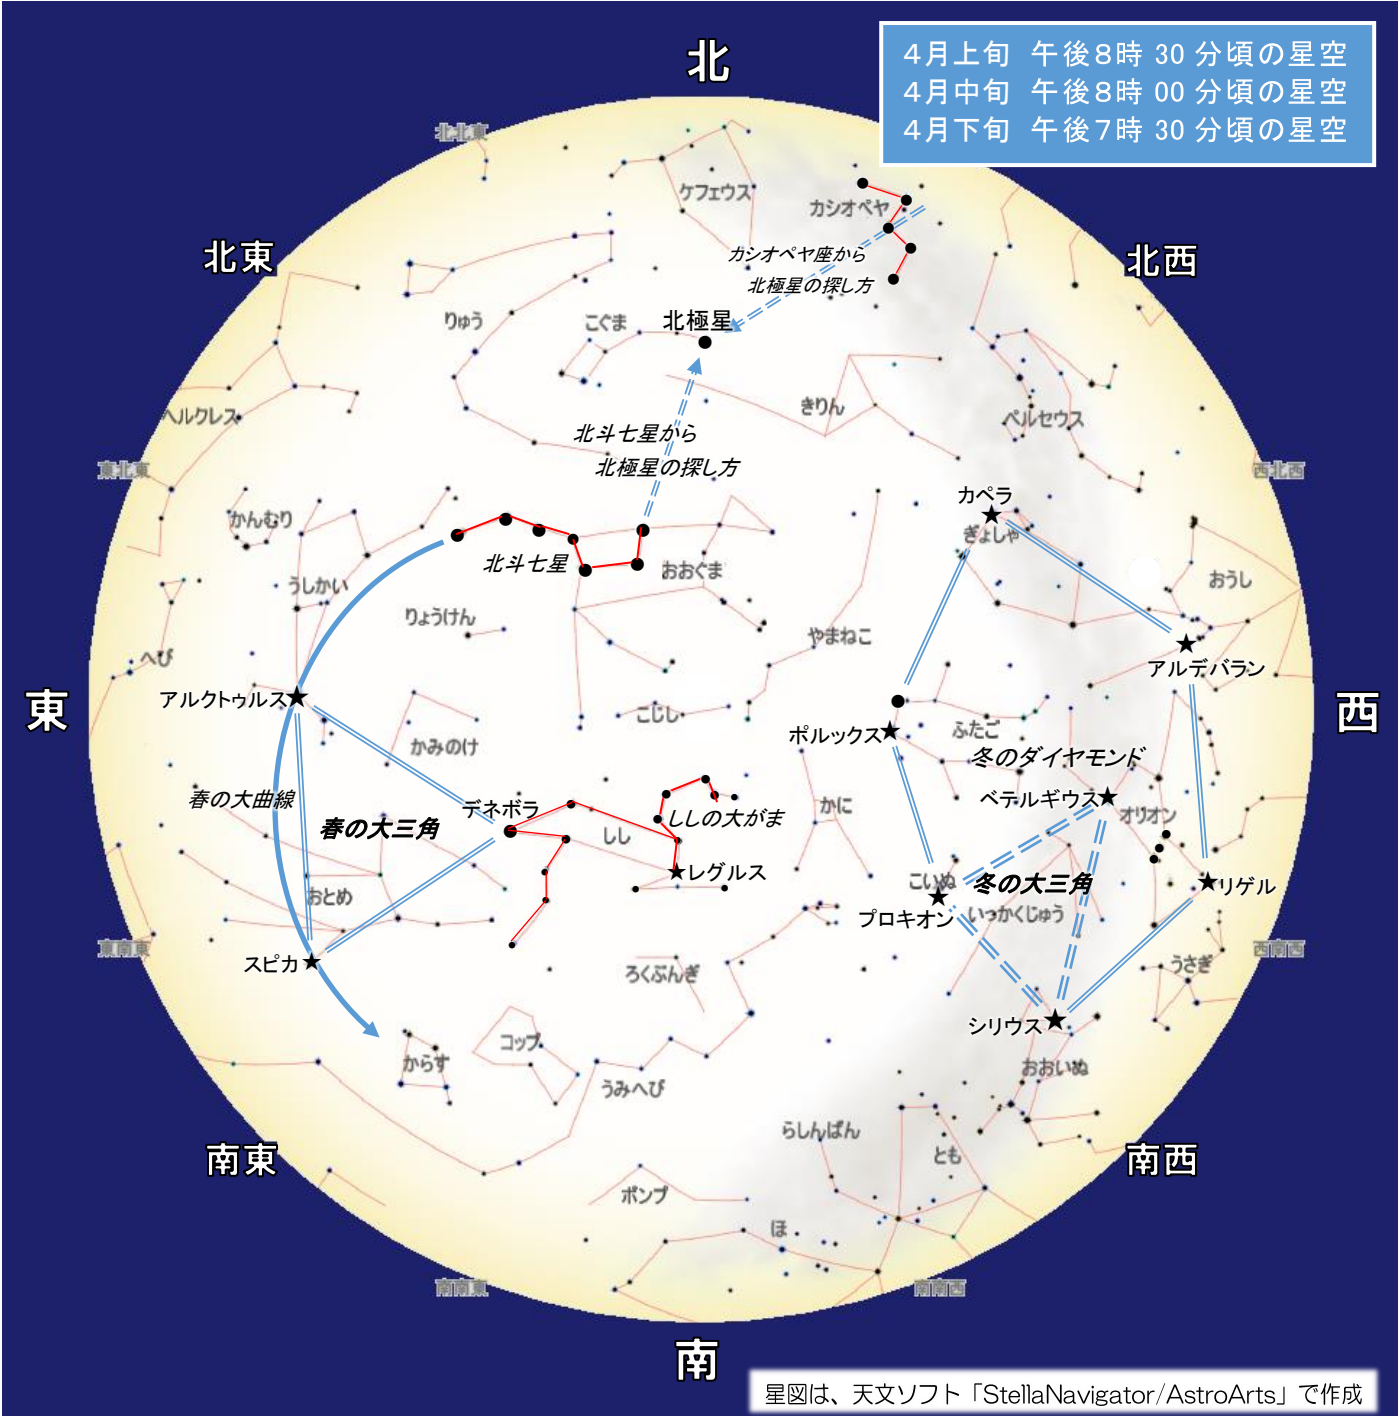 北
４月上旬　午後８時 30 分頃の星空
４月中旬　午後８時 00 分頃の星空
４月下旬　午後７時 30 分頃の星空
北北東
ケフェウス
カシオペヤ
北東
北西
カシオペヤ座から
北極星の探し方
りゅう
こぐま
北極星
ヘルクレス
きりん
ペルセウス
北斗七星から
北極星の探し方
東北東
西北西
カペラ
かんむり
ぎょしゃ
北斗七星
おおぐま
うしかい
おうし
りょうけん
やまねこ
へび
アルデバラン
アルクトゥルス
東
西
こじし
ポルックス
ふたご
かみのけ
冬のダイヤモンド
春の大曲線
デネボラ
ベテルギウス
かに
オリオン
春の大三角
しし
ししの大がま
レグルス
こいぬ
冬の大三角
リゲル
おとめ
プロキオン
いっかくじゅう
東南東
西南西
スピカ
ろくぶんぎ
うさぎ
シリウス
からす
コップ
おおいぬ
うみへび
らしんばん
南東
とも
南西
ポンプ
ほ
南南東
南南西
南
星図は、天文ソフト「StellaNavigator/AstroArts」で作成